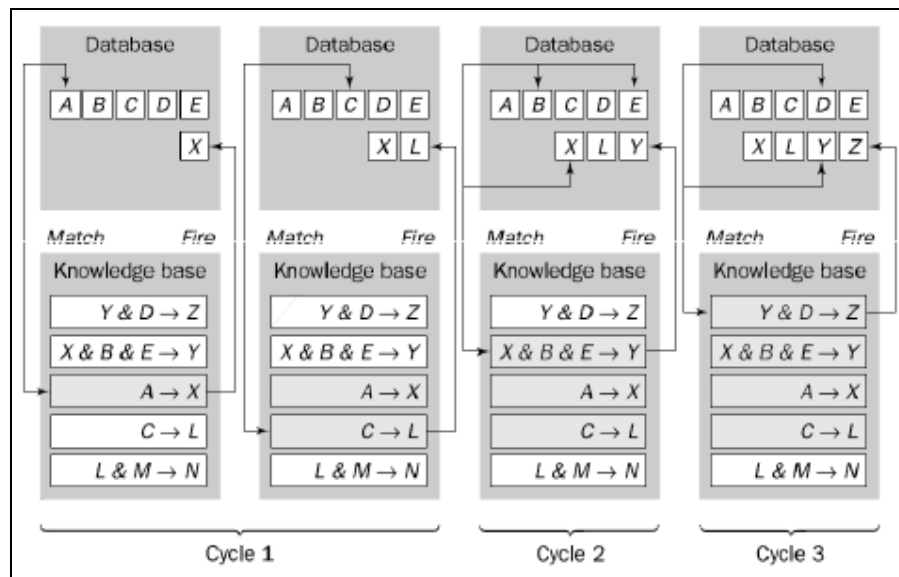 Database Database Database Database
A B C D E A B C D E A B C D E A B C D E
X X L X L Y X L Y Z
Match Fire Match Fire Match Fire Match Fire
Knowledge base Knowledge base Knowledge base Knowledge base
Y & D → Z Y & D → Z Y & D → Z Y & D → Z
X & B & E → Y X & B & E → Y X & B & E → Y X & B & E → Y
A → X A → X A → X A → X
C → L C → L C → L C → L
L & M → N L & M → N L & M → N L & M → N
Cycle 1 Cycle 2 Cycle 3